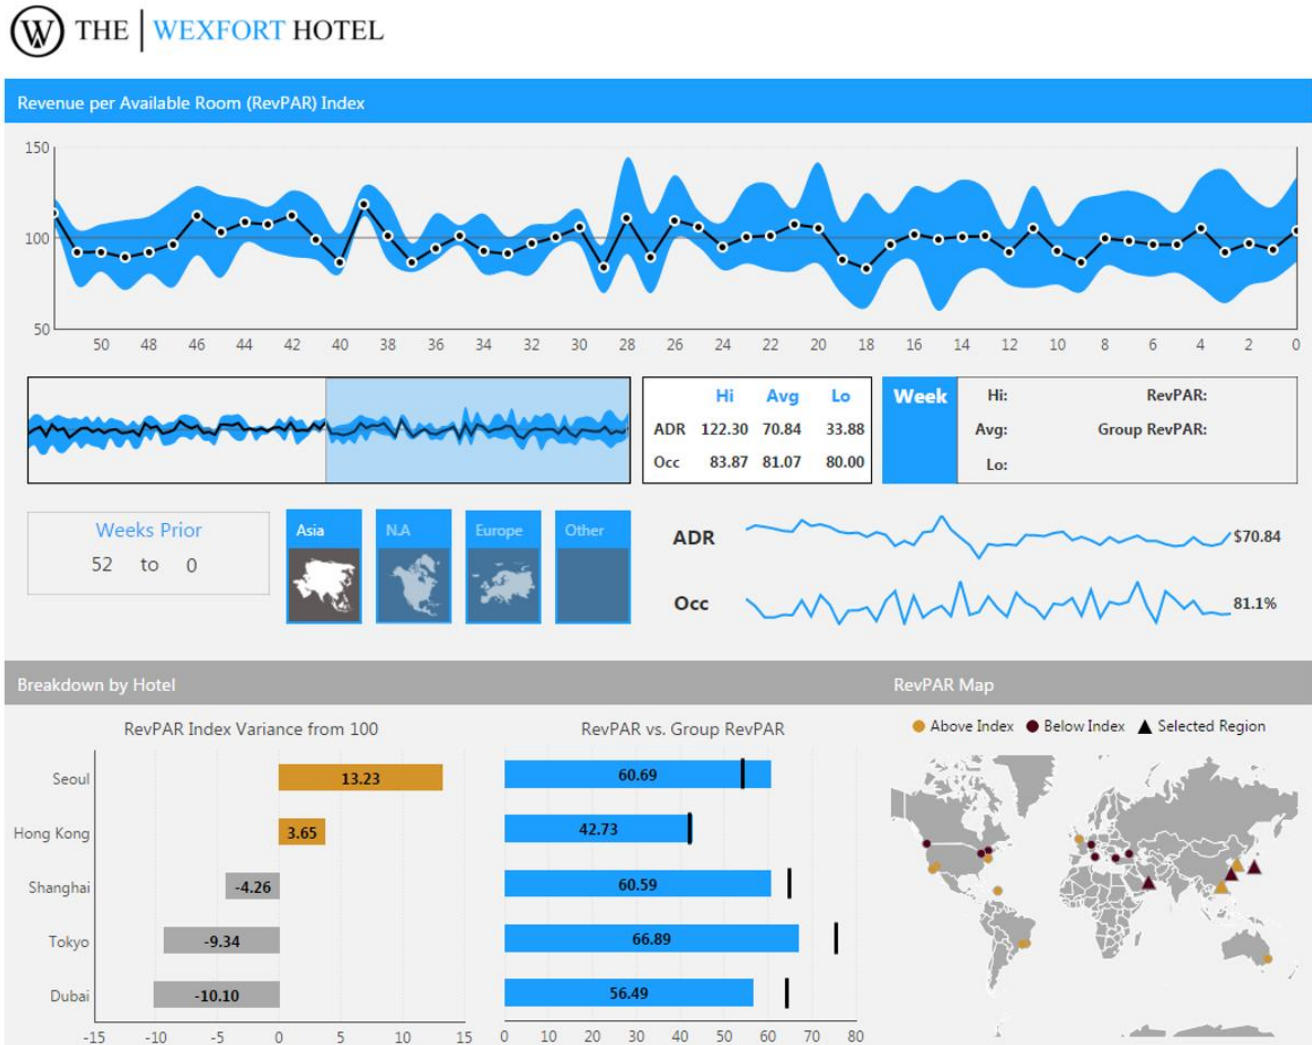 W THE | WEXFORT HOTEL
Revenue per Available Room (RevPAR) Index
150
100
50
50 48 46 44 42 40 38 36 34 32 30 28 26 24 22 20 18 16 14 12 10 8 6 4 2 0
Hi Avg Lo
ADR 122.30 70.84 33.88
Occ 83.87 81.07 80.00
Week
Hi: RevPAR:
Avg: Group RevPAR:
Lo:
Weeks Prior
52 to 0
Asia N.A Europe Other
ADR $70.84
Occ 81.1%
Breakdown by Hotel
RevPAR Index Variance from 100
Seoul 13.23
Hong Kong 3.65
Shanghai -4.26
Tokyo -9.34
Dubai -10.10
-15 -10 -5 0 5 10 15
RevPAR vs. Group RevPAR
60.69
42.73
60.59
66.89
56.49
0 10 20 30 40 50 60 70 80
RevPAR Map
Above Index Below Index Selected Region